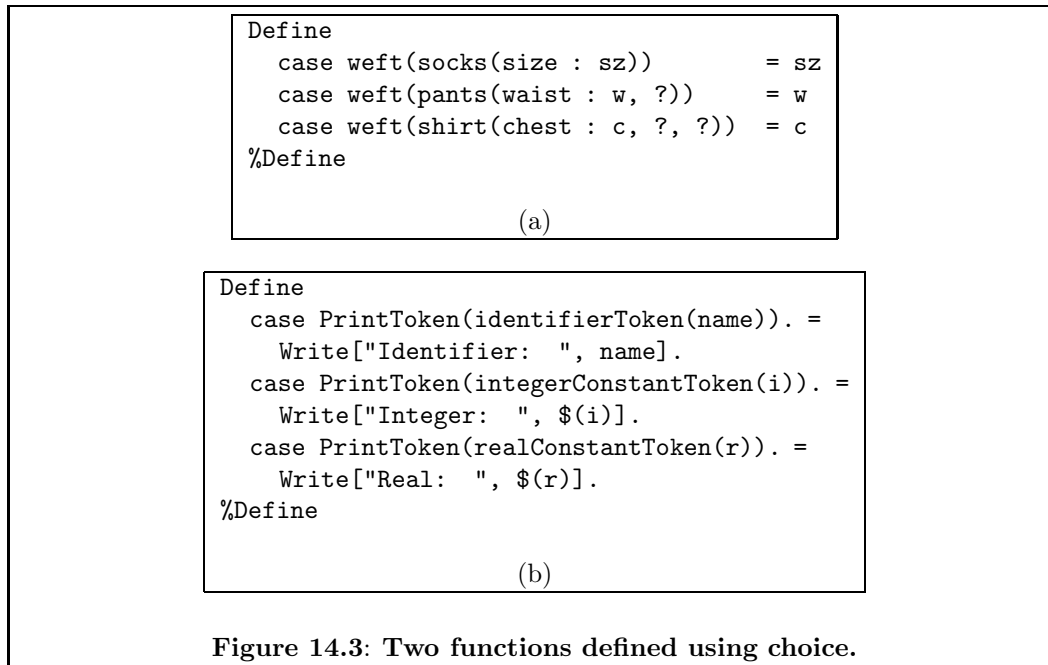 Define
  case weft(socks(size : sz))        = sz
  case weft(pants(waist : w, ?))     = w
  case weft(shirt(chest : c, ?, ?))  = c
%Define
(a)
Define
  case PrintToken(identifierToken(name)). =
    Write["Identifier:  ", name].
  case PrintToken(integerConstantToken(i)). =
    Write["Integer:  ", $(i)].
  case PrintToken(realConstantToken(r)). =
    Write["Real:  ", $(r)].
%Define
(b)
Figure 14.3: Two functions defined using choice.